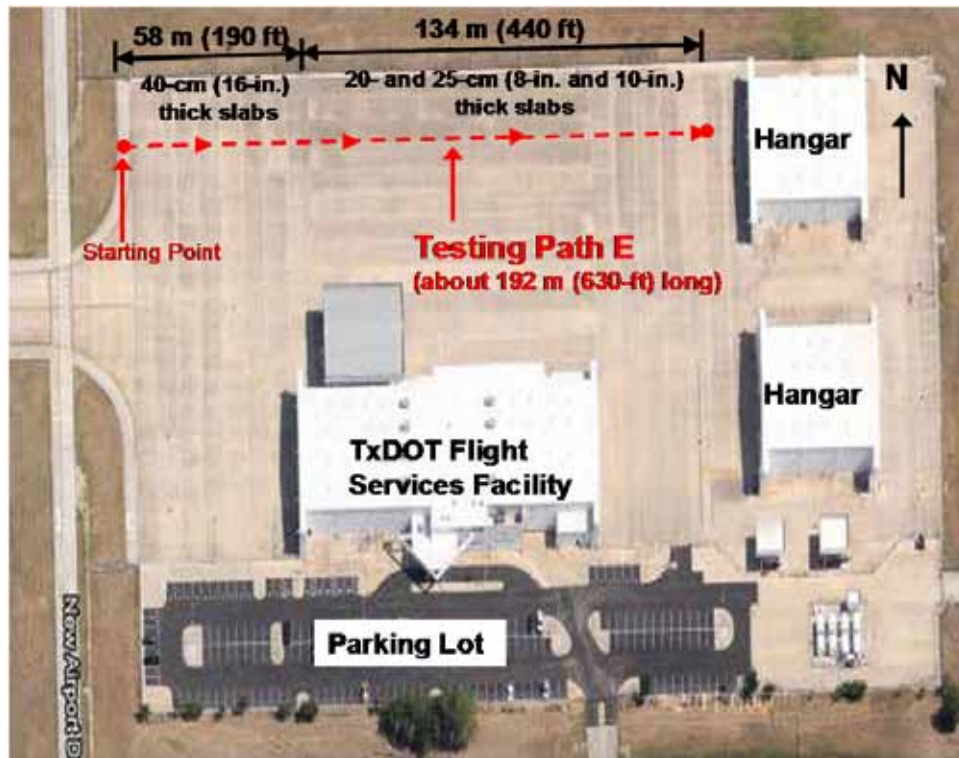 58 m (190 ft)
134 m (440 ft)
40-cm (16-in.)
thick slabs
20- and 25-cm (8-in. and 10-in.)
thick slabs
N
Hangar
Starting Point
Testing Path E
(about 192 m (630-ft) long)
Hangar
TxDOT Flight
Services Facility
Parking Lot
New Airport D